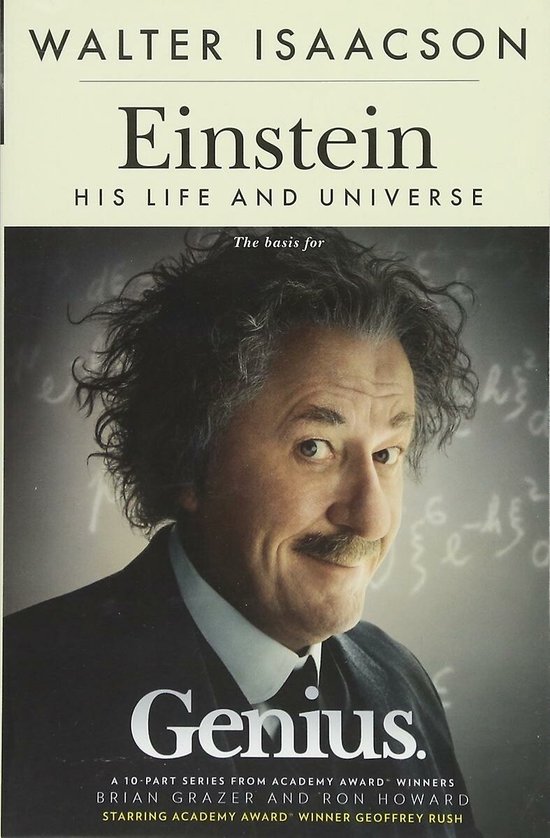 WALTER ISAACSON
Einstein
HIS LIFE AND UNIVERSE
The basis for
Genius.
A 10-PART SERIES FROM ACADEMY AWARD® WINNERS
BRIAN GRAZER AND RON HOWARD
STARRING ACADEMY AWARD® WINNER GEOFFREY RUSH